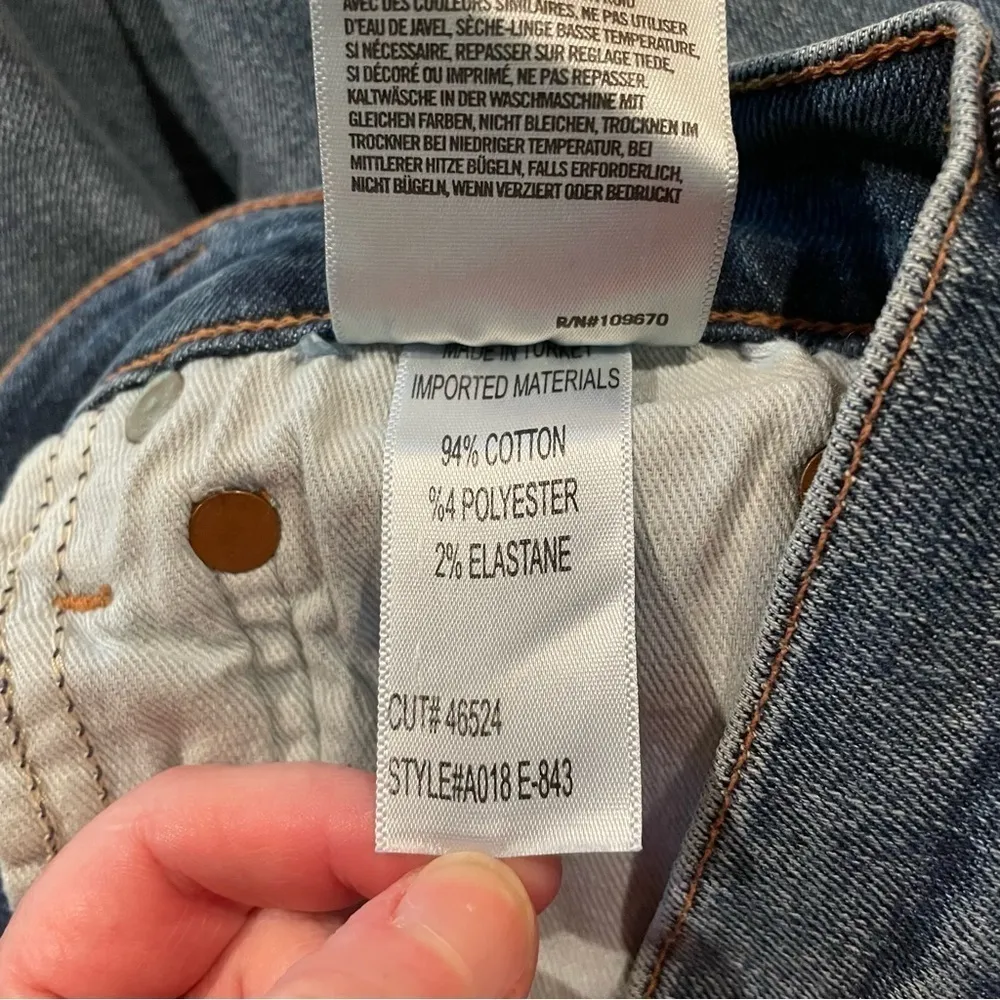 AVEC DES COULEURS SIMILAIRES, NE PAS UTILISER
D'EAU DE JAVEL, SÈCHE-LINGE BASSE TEMPERATURE,
SI NÉCESSAIRE, REPASSER SUR REGLAGE TIEDE,
SI DÉCORÉ OU IMPRIMÉ, NE PAS REPASSER.
KALTWÄSCHE IN DER WASCHMASCHINE MIT
GLEICHEN FARBEN, NICHT BLEICHEN, TROCKNEN IM
TROCKNER BEI NIEDRIGER TEMPERATUR, BEI
MITTLERER HITZE BÜGELN, FALLS ERFORDERLICH,
NICHT BÜGELN, WENN VERZIERT ODER BEDRUCKT
R/N#109670
MADE IN TURKEY
IMPORTED MATERIALS
94% COTTON
%4 POLYESTER
2% ELASTANE
CUT# 46524
STYLE#A018 E-843